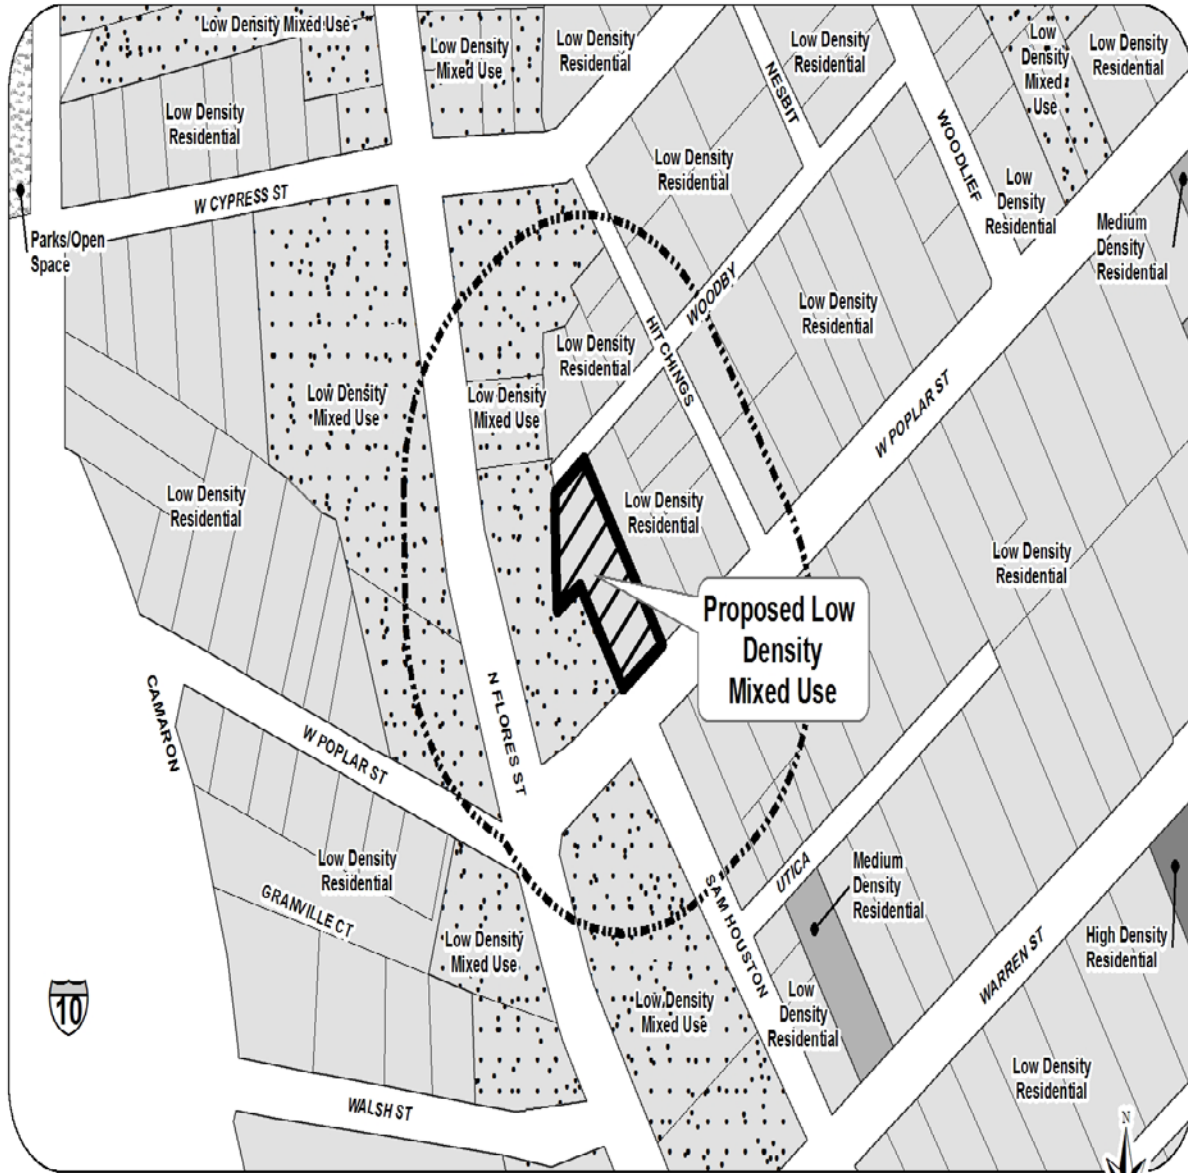 Low Density Mixed Use
Low Density
Mixed Use
Low Density
Residential
Low Density
Residential
Low
Density
Mixed
Use
Low Density
Residential
NESBIT
WOODLIEF
Low Density
Residential
W CYPRESS ST
Low Density
Residential
Low
Density
Residential
Medium
Density
Residential
Parks/Open
Space
WOODBY
Low Density
Residential
HITCHINGS
Low Density
Residential
Low Density
Mixed Use
Low Density
Mixed Use
W POPLAR ST
Low Density
Residential
Low Density
Residential
Low Density
Residential
Proposed Low
Density
Mixed Use
CAMARON
N FLORES ST
W POPLAR ST
Low Density
Residential
GRANVILLE CT
UTICA
Medium
Density
Residential
SAM HOUSTON
Low Density
Mixed Use
High Density
Residential
WARREN ST
10
Low Density
Mixed Use
Low
Density
Residential
Low Density
Residential
WALSH ST
N